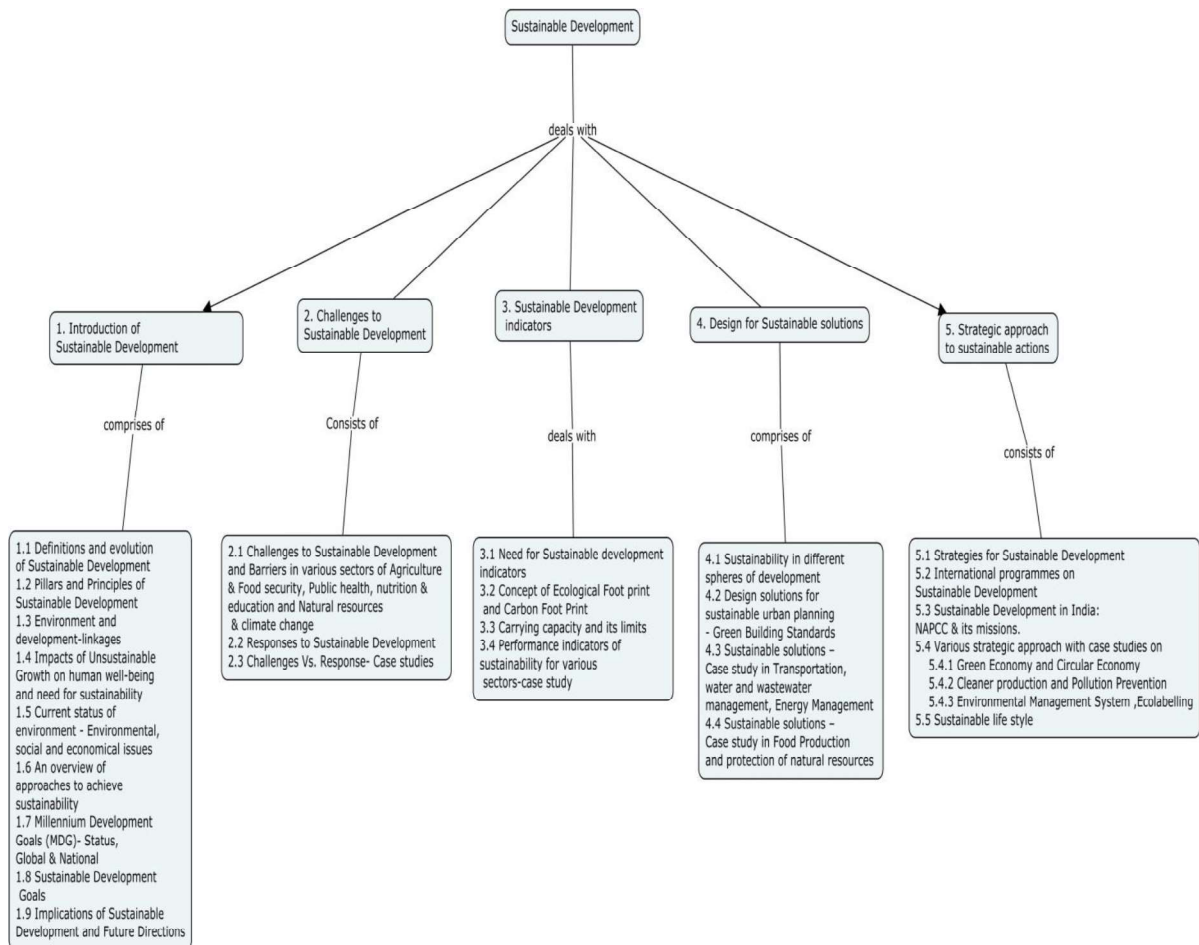 Sustainable Development
deals with
1. Introduction of
Sustainable Development
2. Challenges to
Sustainable Development
3. Sustainable Development
indicators
4. Design for Sustainable solutions
5. Strategic approach
to sustainable actions
comprises of
Consists of
deals with
comprises of
consists of
1.1 Definitions and evolution
of Sustainable Development
1.2 Pillars and Principles of
Sustainable Development
1.3 Environment and
development-linkages
1.4 Impacts of Unsustainable
Growth on human well-being
and need for sustainability
1.5 Current status of
environment - Environmental,
social and economical issues
1.6 An overview of
approaches to achieve
sustainability
1.7 Millennium Development
Goals (MDG)- Status,
Global & National
1.8 Sustainable Development
Goals
1.9 Implications of Sustainable
Development and Future Directions
2.1 Challenges to Sustainable Development
and Barriers in various sectors of Agriculture
& Food security, Public health, nutrition &
education and Natural resources
& climate change
2.2 Responses to Sustainable Development
2.3 Challenges Vs. Response- Case studies
3.1 Need for Sustainable development
indicators
3.2 Concept of Ecological Foot print
and Carbon Foot Print
3.3 Carrying capacity and its limits
3.4 Performance indicators of
sustainability for various
sectors-case study
4.1 Sustainability in different
spheres of development
4.2 Design solutions for
sustainable urban planning
- Green Building Standards
4.3 Sustainable solutions –
Case study in Transportation,
water and wastewater
management, Energy Management
4.4 Sustainable solutions –
Case study in Food Production
and protection of natural resources
5.1 Strategies for Sustainable Development
5.2 International programmes on
Sustainable Development
5.3 Sustainable Development in India:
NAPCC & its missions.
5.4 Various strategic approach with case studies on
5.4.1 Green Economy and Circular Economy
5.4.2 Cleaner production and Pollution Prevention
5.4.3 Environmental Management System ,Ecolabelling
5.5 Sustainable life style